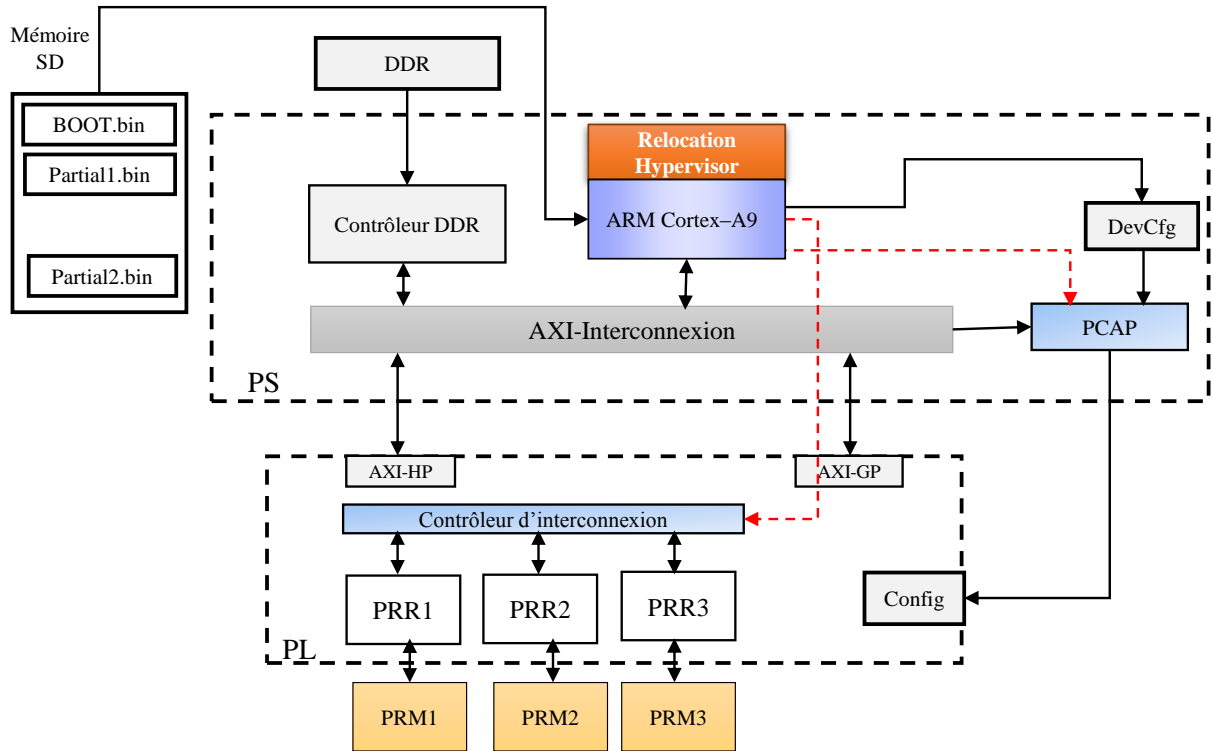 Mémoire
SD
BOOT.bin
Partial1.bin
Partial2.bin
DDR
Relocation
Hypervisor
ARM Cortex–A9
Contrôleur DDR
DevCfg
AXI-Interconnexion
PCAP
PS
AXI-HP
AXI-GP
Contrôleur d'interconnexion
PRR1
PRR2
PRR3
Config
PL
PRM1
PRM2
PRM3